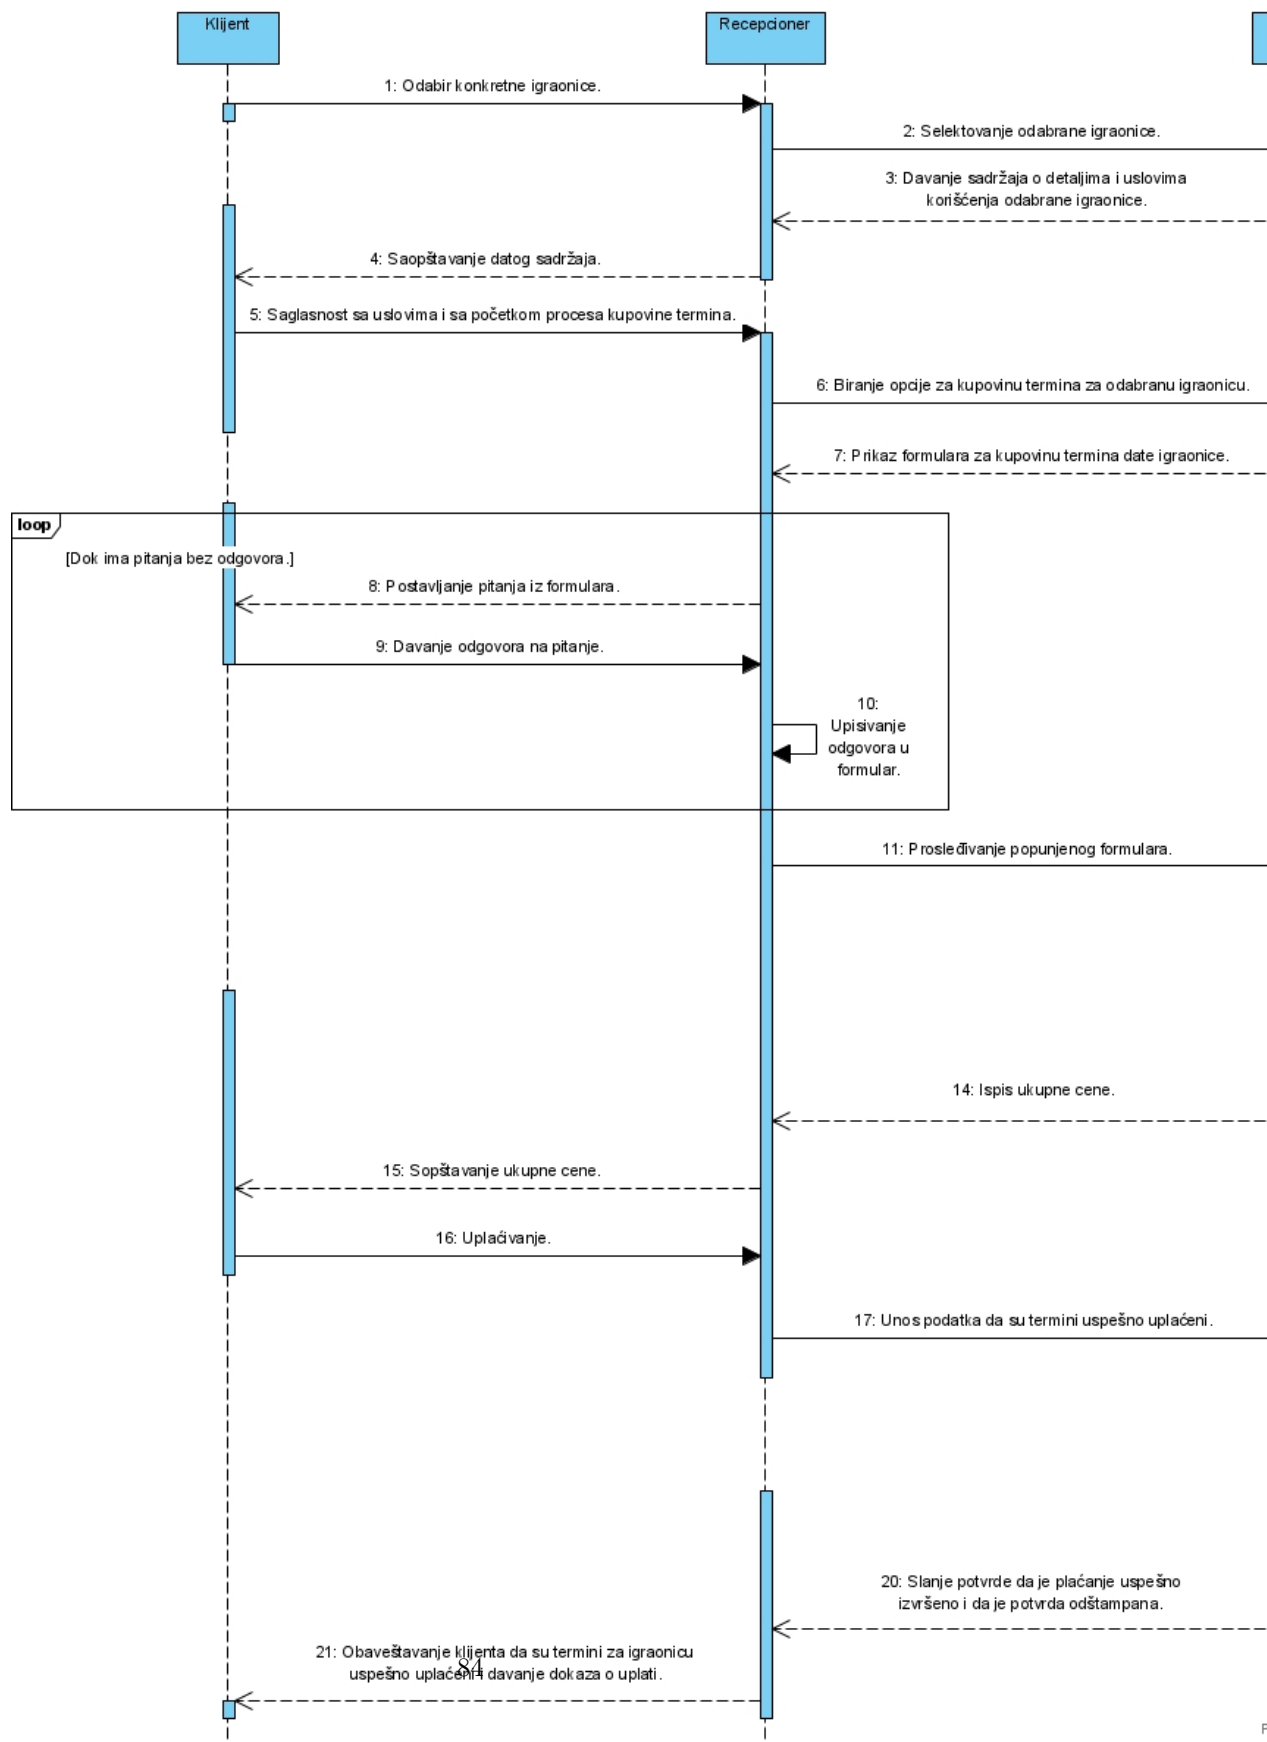 Klijent
Recepcioner
1: Odabir konkretne igraonice.
2: Selektovanje odabrane igraonice.
3: Davanje sadržaja o detaljima i uslovima
korišćenja odabrane igraonice.
4: Saopštavanje datog sadržaja.
5: Saglasnost sa uslovima i sa početkom procesa kupovine termina.
6: Biranje opcije za kupovinu termina za odabranu igraonicu.
7: Prikaz formulara za kupovinu termina date igraonice.
loop
[Dok ima pitanja bez odgovora.]
8: Postavljanje pitanja iz formulara.
9: Davanje odgovora na pitanje.
10:
Upisivanje
odgovora u
formular.
11: Prosleđivanje popunjenog formulara.
14: Ispis ukupne cene.
15: Sopštavanje ukupne cene.
16: Uplaćivanje.
17: Unos podatka da su termini uspešno uplaćeni.
20: Slanje potvrde da je plaćanje uspešno
izvršeno i da je potvrda odštampana.
21: Obaveštavanje klijenta da su termini za igraonicu
uspešno uplaćeni i davanje dokaza o uplati.
84